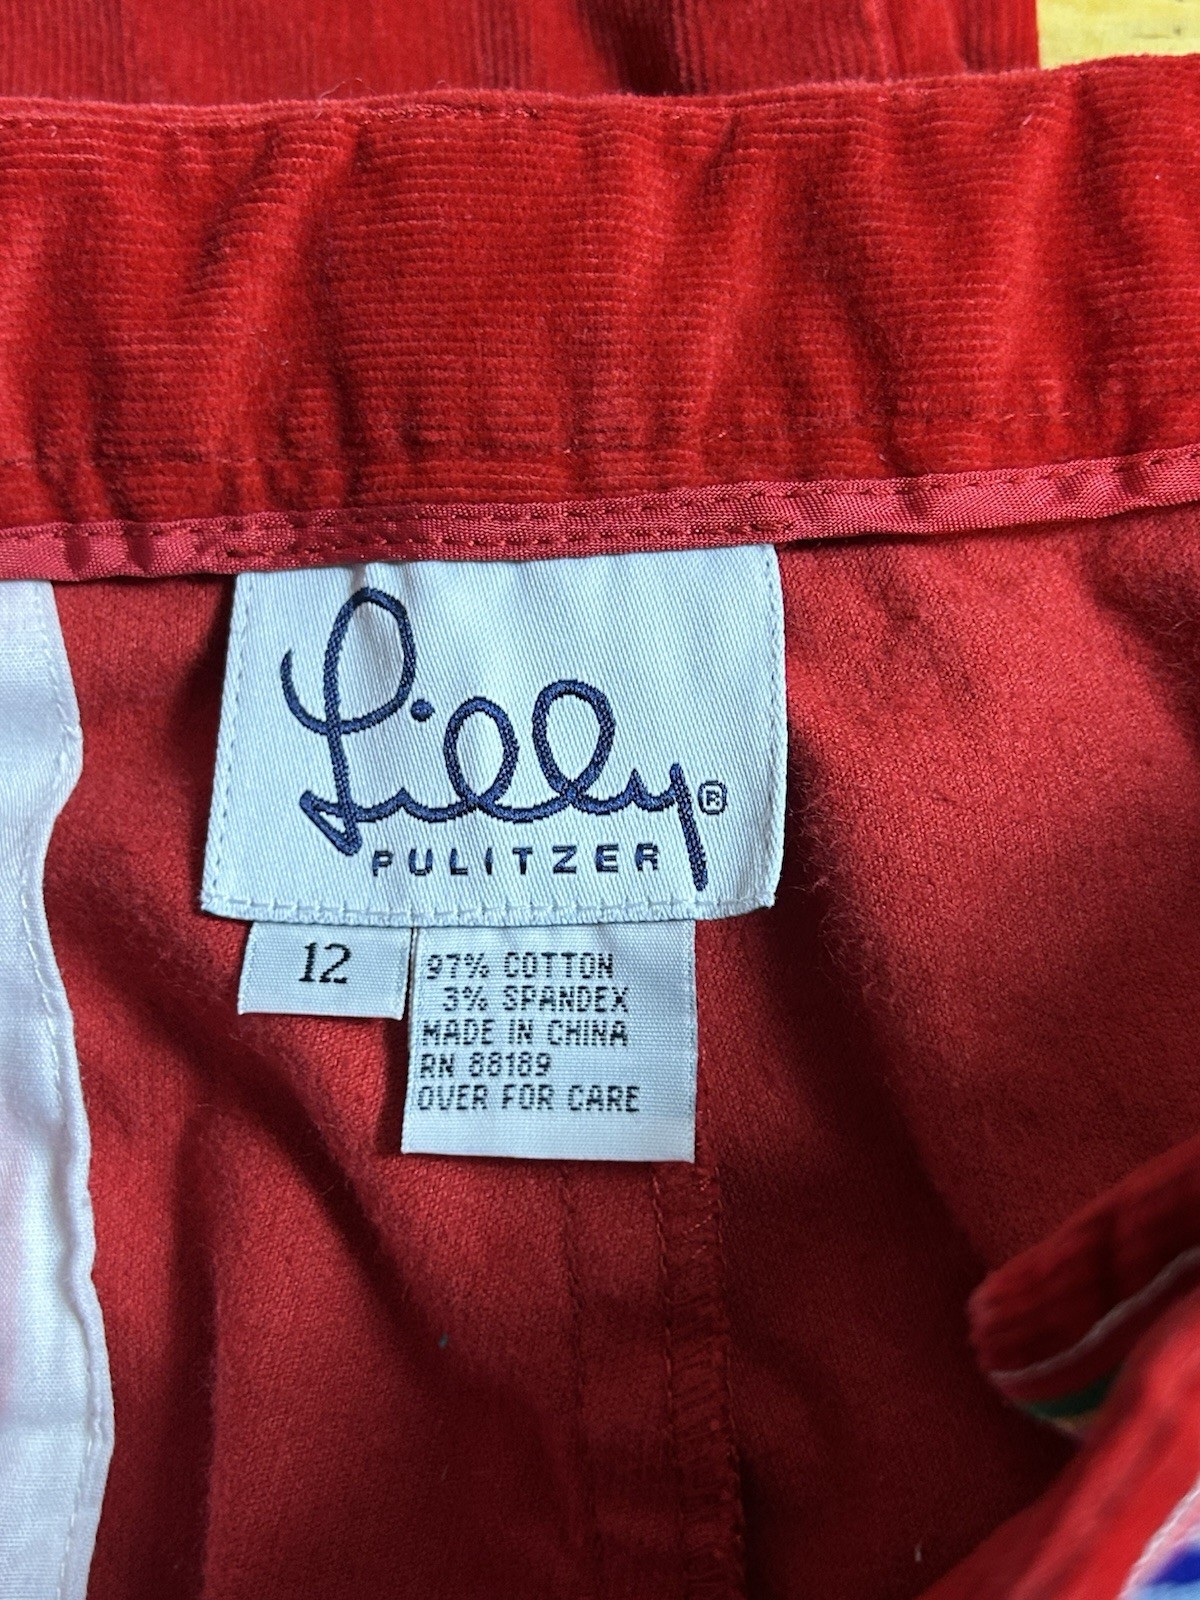 Lilly®
PULITZER
12
97% COTTON
3% SPANDEX
MADE IN CHINA
RN 88189
OVER FOR CARE